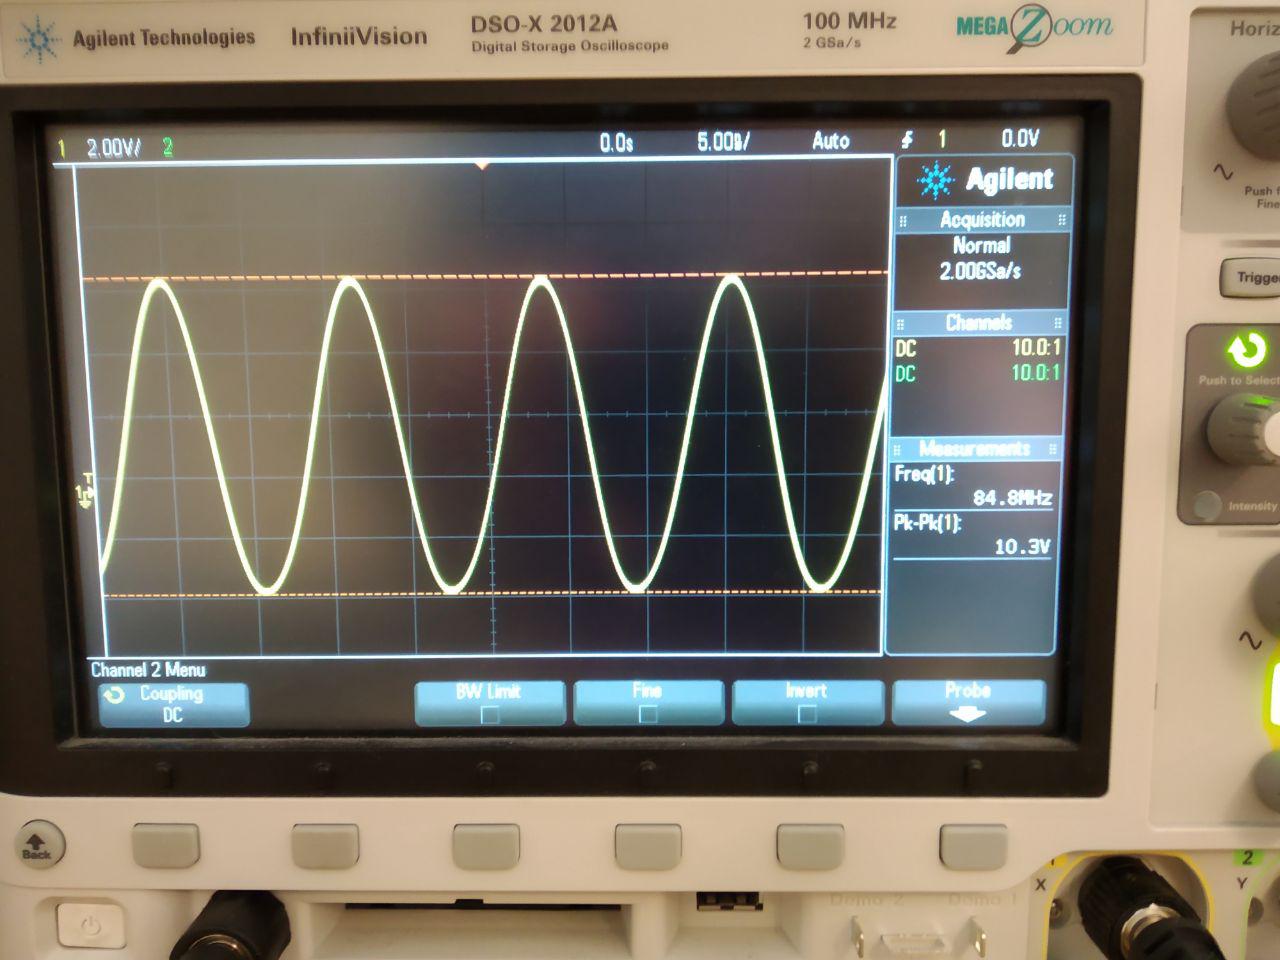 Agilent Technologies InfiniiVision DSO-X 2012A 100 MHz MEGA Zoom
Digital Storage Oscilloscope 2 GSa/s
Horiz
1 2.00V/ 2 0.0s 5.00s/ Auto 1 0.0V
Agilent
Acquisition
Normal
2.00GSa/s
Channels
DC 10.0:1
DC 10.0:1
Measurements
Freq(1):
84.8MHz
Pk-Pk(1):
10.3V
T
1
Channel 2 Menu
Coupling
DC
BW Limit
Fine
Invert
Probe
Push f
Fine
Trigge
Push to Select
Intensity
Back
Demo 2 Demo 1
X
1
2
Y